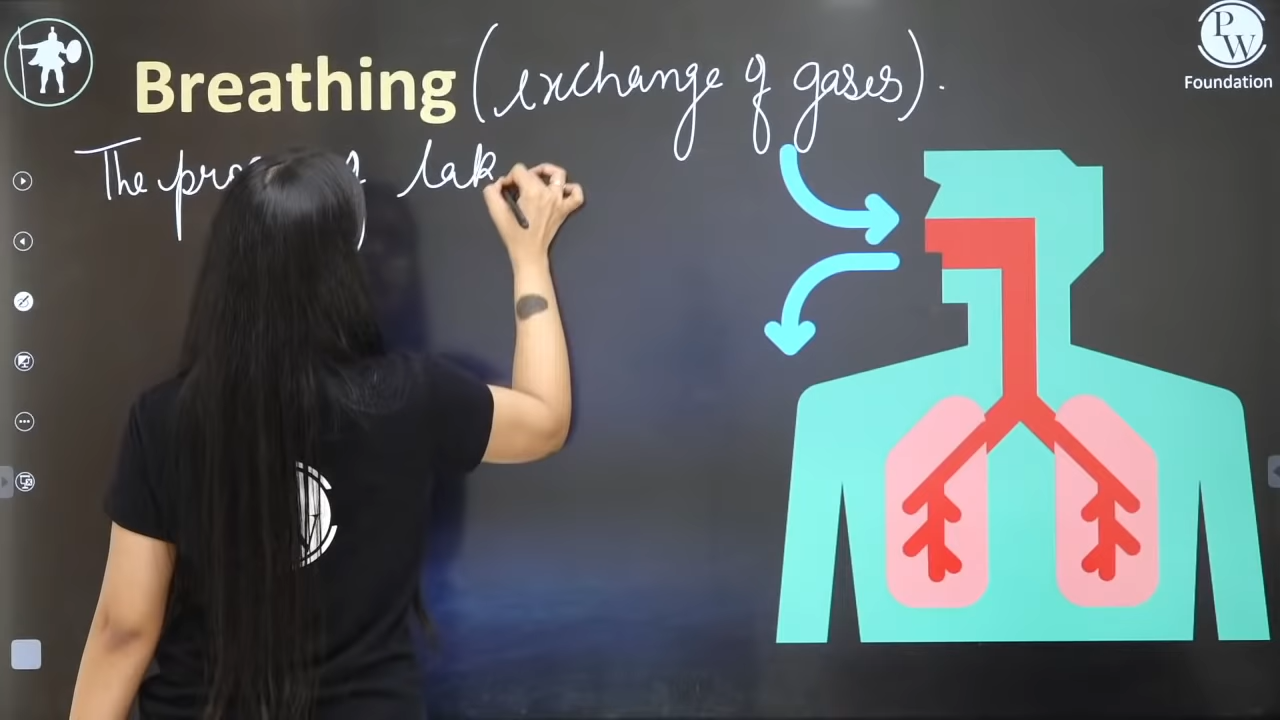 PW
Foundation
Breathing (exchange of gases).
The